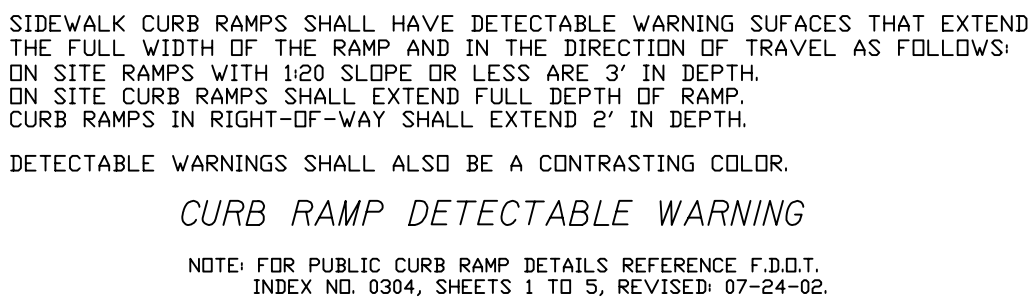 SIDEWALK CURB RAMPS SHALL HAVE DETECTABLE WARNING SUFACES THAT EXTEND
THE FULL WIDTH OF THE RAMP AND IN THE DIRECTION OF TRAVEL AS FOLLOWS:
ON SITE RAMPS WITH 1:20 SLOPE OR LESS ARE 3' IN DEPTH.
ON SITE CURB RAMPS SHALL EXTEND FULL DEPTH OF RAMP.
CURB RAMPS IN RIGHT-OF-WAY SHALL EXTEND 2' IN DEPTH.
DETECTABLE WARNINGS SHALL ALSO BE A CONTRASTING COLOR.
CURB RAMP DETECTABLE WARNING
NOTE: FOR PUBLIC CURB RAMP DETAILS REFERENCE F.D.O.T.
INDEX NO. 0304, SHEETS 1 TO 5, REVISED: 07-24-02.